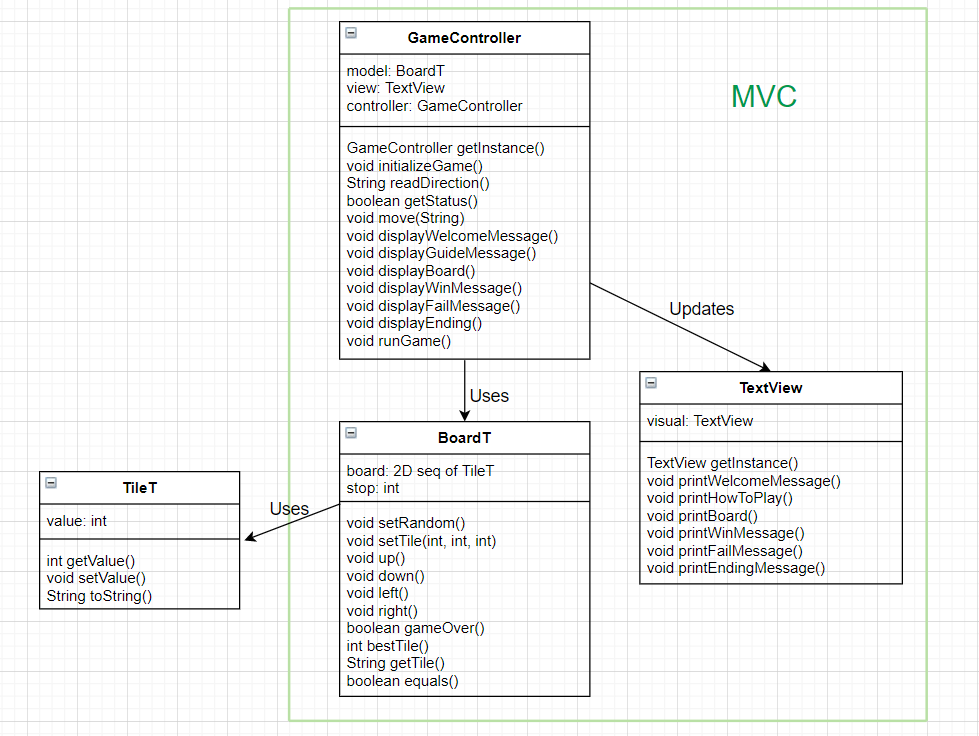 GameController
model: BoardT
view: TextView
controller: GameController
GameController getInstance()
void initializeGame()
String readDirection()
boolean getStatus()
void move(String)
void displayWelcomeMessage()
void displayGuideMessage()
void displayBoard()
void displayWinMessage()
void displayFailMessage()
void displayEnding()
void runGame()
MVC
Updates
Uses
TextView
visual: TextView
TextView getInstance()
void printWelcomeMessage()
void printHowToPlay()
void printBoard()
void printWinMessage()
void printFailMessage()
void printEndingMessage()
BoardT
board: 2D seq of TileT
stop: int
void setRandom()
void setTile(int, int, int)
void up()
void down()
void left()
void right()
boolean gameOver()
int bestTile()
String getTile()
boolean equals()
Uses
TileT
value: int
int getValue()
void setValue()
String toString()